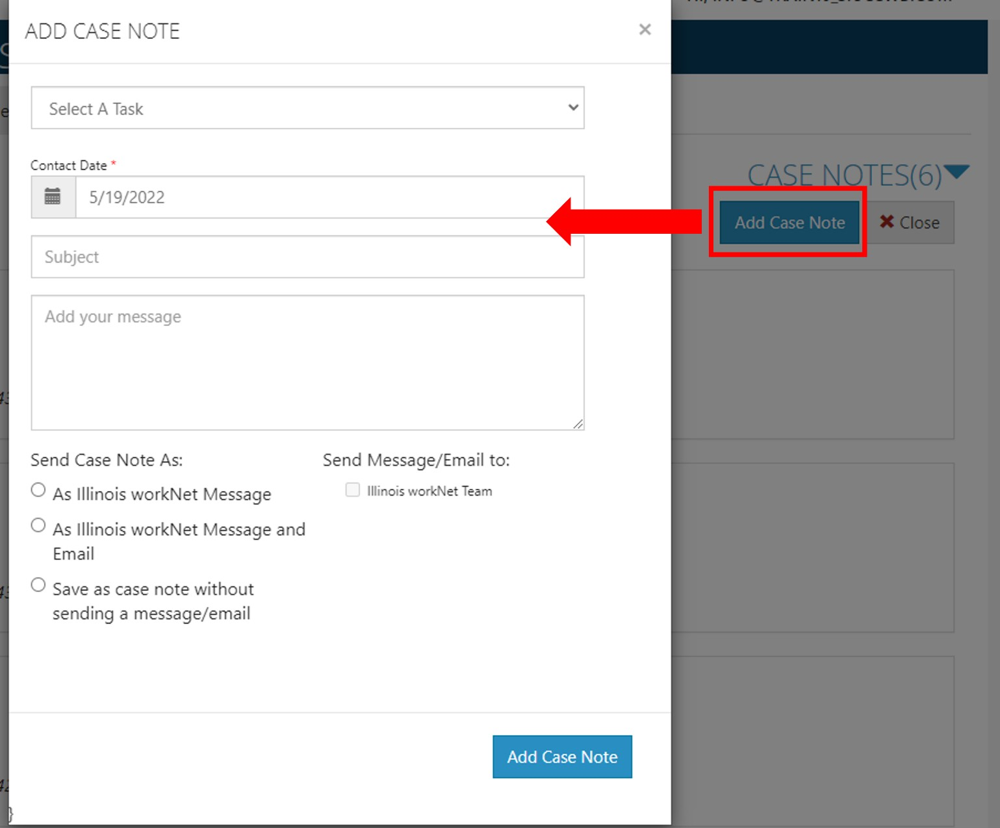 ADD CASE NOTE
×
Select A Task
Contact Date *
5/19/2022
Subject
Add your message
Send Case Note As:
As Illinois workNet Message
As Illinois workNet Message and
Email
Save as case note without
sending a message/email
Send Message/Email to:
Illinois workNet Team
Add Case Note
CASE NOTES(6)
Add Case Note
Close
}